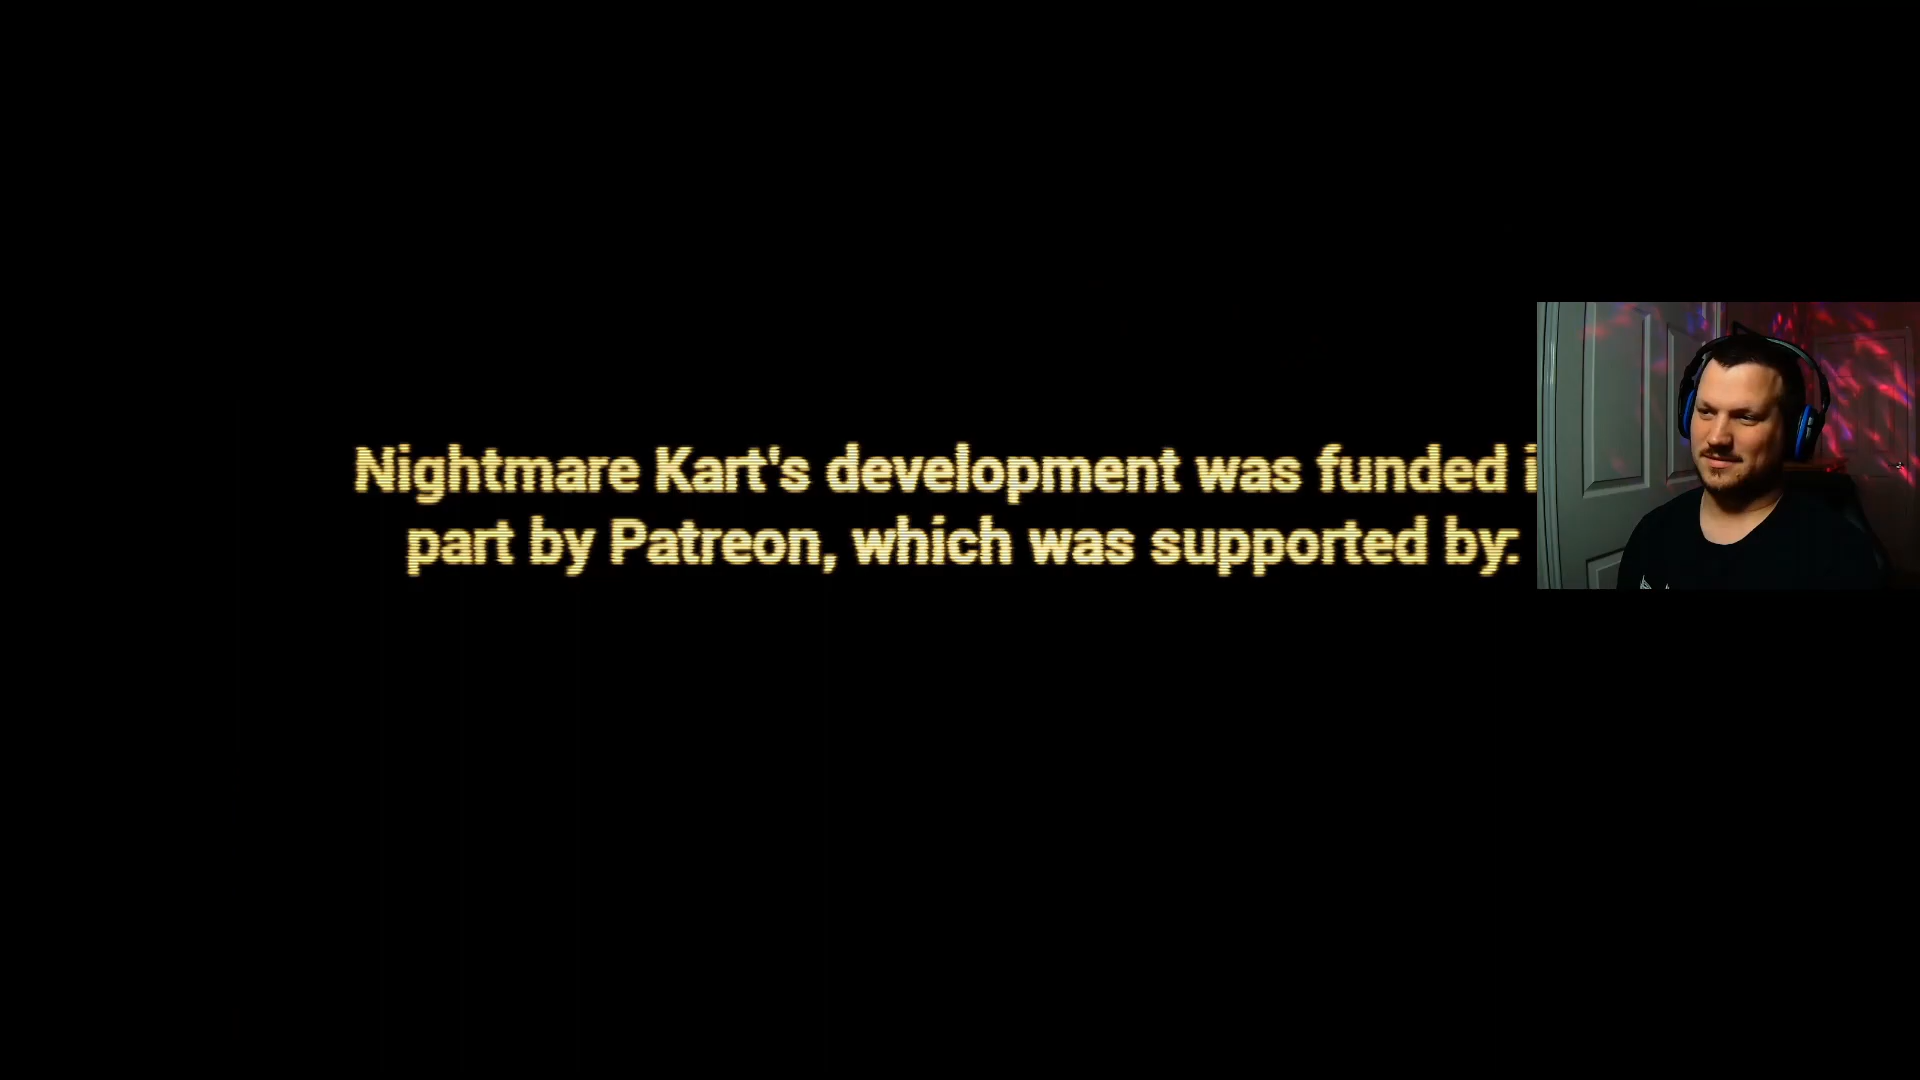 Nightmare Kart's development was funded i
part by Patreon, which was supported by: